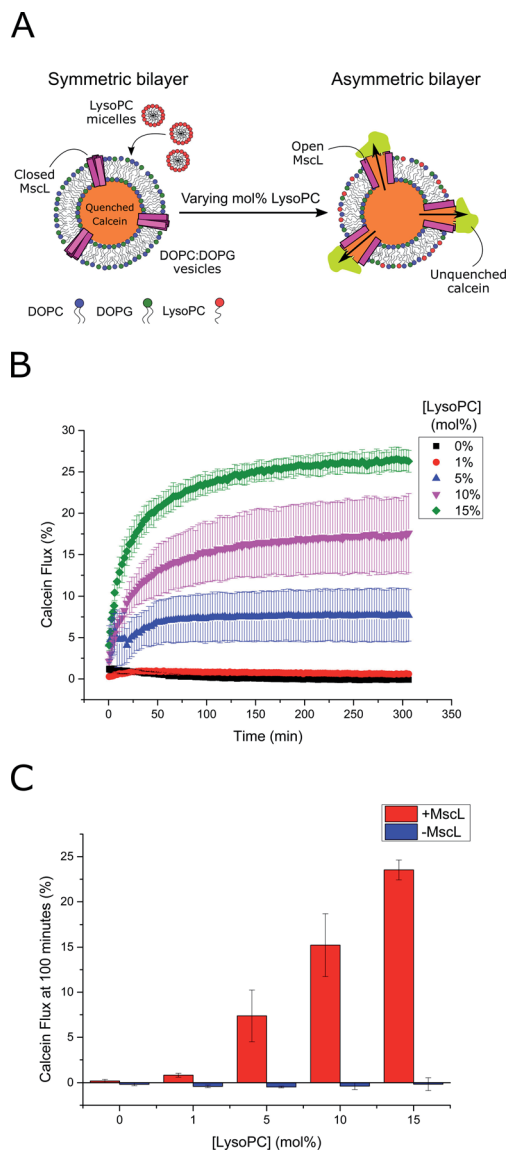 A
Symmetric bilayer
Asymmetric bilayer
LysoPC
micelles
Closed
MscL
Open
MscL
Quenched
Calcein
Varying mol% LysoPC
DOPC:DOPG
vesicles
Unquenched
calcein
DOPC
DOPG
LysoPC
B
[LysoPC]
(mol%)
0%
1%
5%
10%
15%
30
25
20
15
10
5
0
Calcein Flux (%)
0
50
100
150
200
250
300
350
Time (min)
C
+MscL
-MscL
25
20
15
10
5
0
Calcein Flux at 100 minutes (%)
0
1
5
10
15
[LysoPC] (mol%)